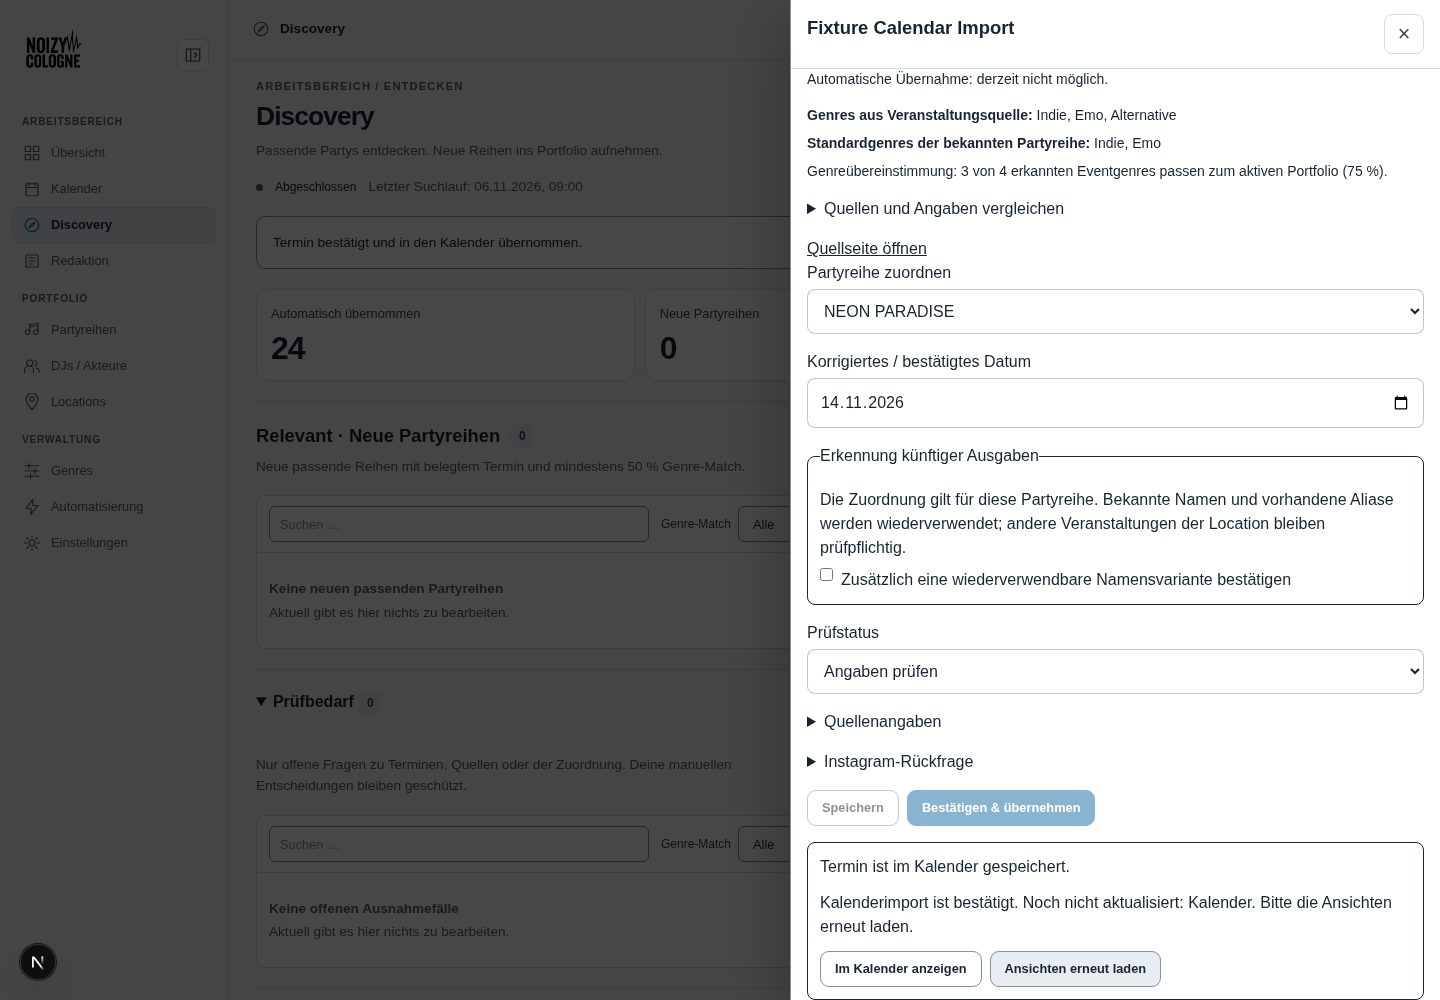 NOIZY
COLOGNE
ARBEITSBEREICH
Übersicht
Kalender
Discovery
Redaktion
PORTFOLIO
Partyreihen
DJs / Akteure
Locations
VERWALTUNG
Genres
Automatisierung
Einstellungen
N
Discovery
ARBEITSBEREICH / ENTDECKEN
Discovery
Passende Partys entdecken. Neue Reihen ins Portfolio aufnehmen.
Abgeschlossen Letzter Suchlauf: 06.11.2026, 09:00
Termin bestätigt und in den Kalender übernommen.
Automatisch übernommen
24
Neue Partyreihen
0
Relevant · Neue Partyreihen 0
Neue passende Reihen mit belegtem Termin und mindestens 50 % Genre-Match.
Suchen ... Genre-Match Alle
Keine neuen passenden Partyreihen
Aktuell gibt es hier nichts zu bearbeiten.
▼ Prüfbedarf 0
Nur offene Fragen zu Terminen, Quellen oder der Zuordnung. Deine manuellen
Entscheidungen bleiben geschützt.
Suchen ... Genre-Match Alle
Keine offenen Ausnahmefälle
Aktuell gibt es hier nichts zu bearbeiten.
Fixture Calendar Import ×
Automatische Übernahme: derzeit nicht möglich.
Genres aus Veranstaltungsquelle: Indie, Emo, Alternative
Standardgenres der bekannten Partyreihe: Indie, Emo
Genreübereinstimmung: 3 von 4 erkannten Eventgenres passen zum aktiven Portfolio (75 %).
▶ Quellen und Angaben vergleichen
Quellseite öffnen
Partyreihe zuordnen
NEON PARADISE
Korrigiertes / bestätigtes Datum
14.11.2026
Erkennung künftiger Ausgaben
Die Zuordnung gilt für diese Partyreihe. Bekannte Namen und vorhandene Aliase
werden wiederverwendet; andere Veranstaltungen der Location bleiben
prüfpflichtig.
Zusätzlich eine wiederverwendbare Namensvariante bestätigen
Prüfstatus
Angaben prüfen
▶ Quellenangaben
▶ Instagram-Rückfrage
Speichern Bestätigen & übernehmen
Termin ist im Kalender gespeichert.
Kalenderimport ist bestätigt. Noch nicht aktualisiert: Kalender. Bitte die Ansichten
erneut laden.
Im Kalender anzeigen Ansichten erneut laden